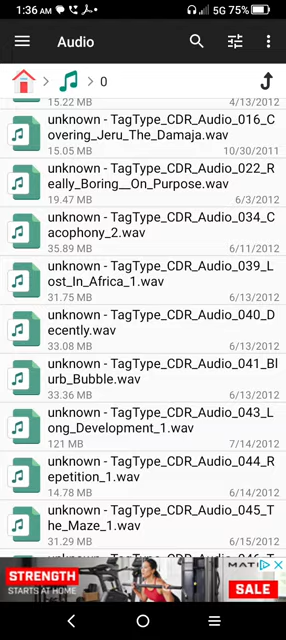 1:36 AM
5G 75%
Audio
0
15.22 MB 4/13/2012
unknown - TagType_CDR_Audio_016_C
overing_Jeru_The_Damaja.wav
15.05 MB 10/30/2011
unknown - TagType_CDR_Audio_022_R
eally_Boring__On_Purpose.wav
19.47 MB 6/3/2012
unknown - TagType_CDR_Audio_034_C
acophony_2.wav
35.89 MB 6/11/2012
unknown - TagType_CDR_Audio_039_L
ost_In_Africa_1.wav
31.75 MB 6/13/2012
unknown - TagType_CDR_Audio_040_D
ecently.wav
33.08 MB 6/13/2012
unknown - TagType_CDR_Audio_041_Bl
urb_Bubble.wav
33.36 MB 6/13/2012
unknown - TagType_CDR_Audio_043_L
ong_Development_1.wav
121 MB 7/14/2012
unknown - TagType_CDR_Audio_044_R
epetition_1.wav
14.78 MB 6/14/2012
unknown - TagType_CDR_Audio_045_T
he_Maze_1.wav
31.29 MB 6/15/2012
STRENGTH
STARTS AT HOME
SALE